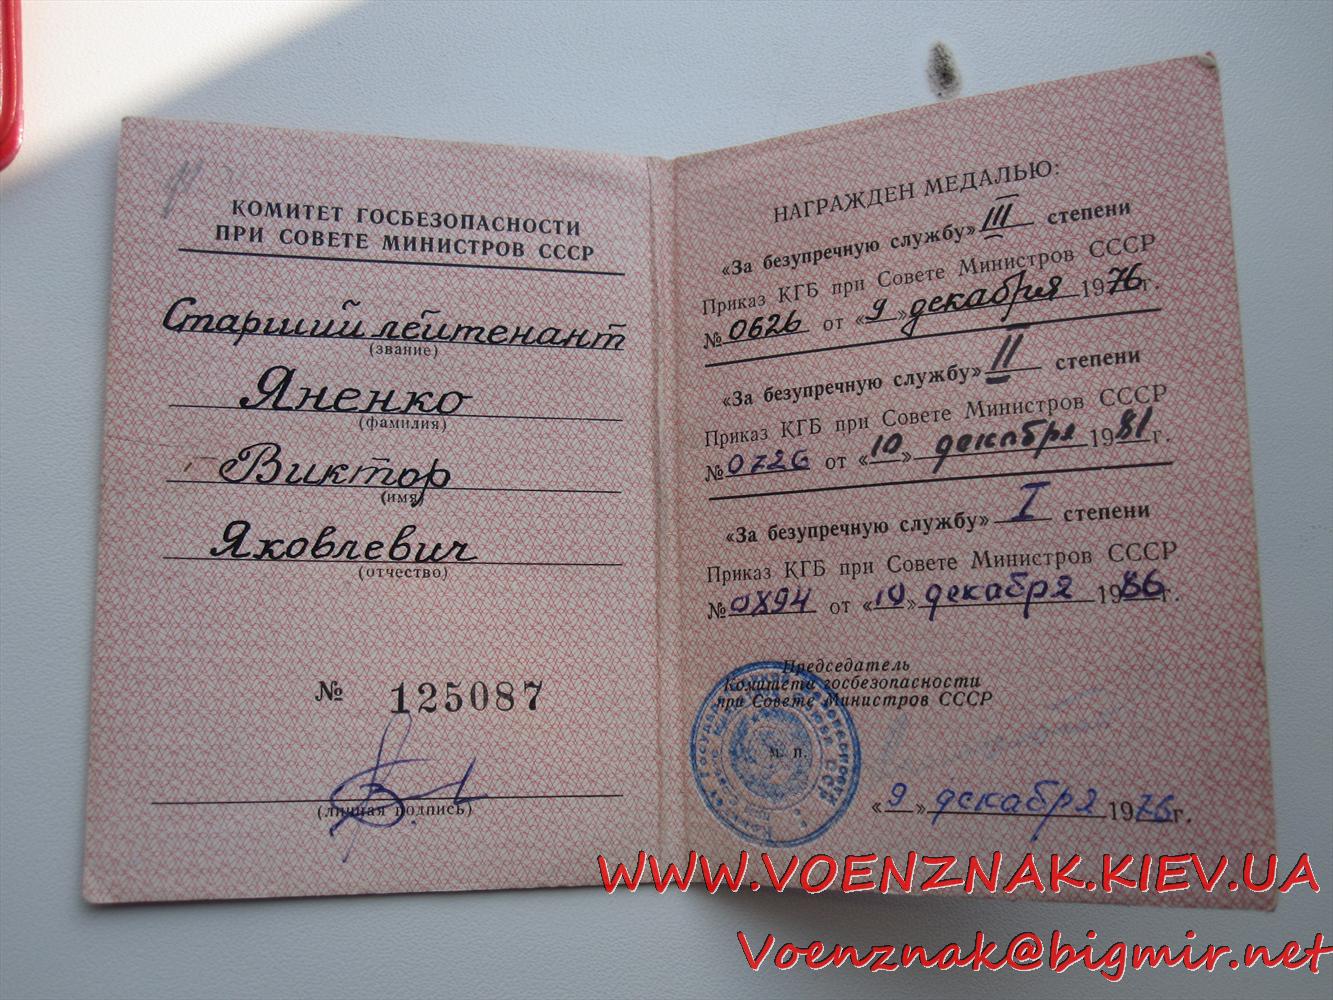 КОМИТЕТ ГОСБЕЗОПАСНОСТИ
ПРИ СОВЕТЕ МИНИСТРОВ СССР
Старший лейтенант
(звание)
Яненко
(фамилия)
Виктор
(имя)
Яковлевич
(отчество)
№ 125087
(личная подпись)
НАГРАЖДЕН МЕДАЛЬЮ:
«За безупречную службу» III степени
Приказ КГБ при Совете Министров СССР
№ 0626 от «9» декабря 1976 г.
«За безупречную службу» II степени
Приказ КГБ при Совете Министров СССР
№ 0726 от «10» декабря 1981 г.
«За безупречную службу» I степени
Приказ КГБ при Совете Министров СССР
№ 0894 от «10» декабря 1986 г.
Председатель
Комитета госбезопасности
при Совете Министров СССР
м. п.
«9» декабря 1976 г.
WWW.VOENZNAK.KIEV.UA
Voenznak@bigmir.net